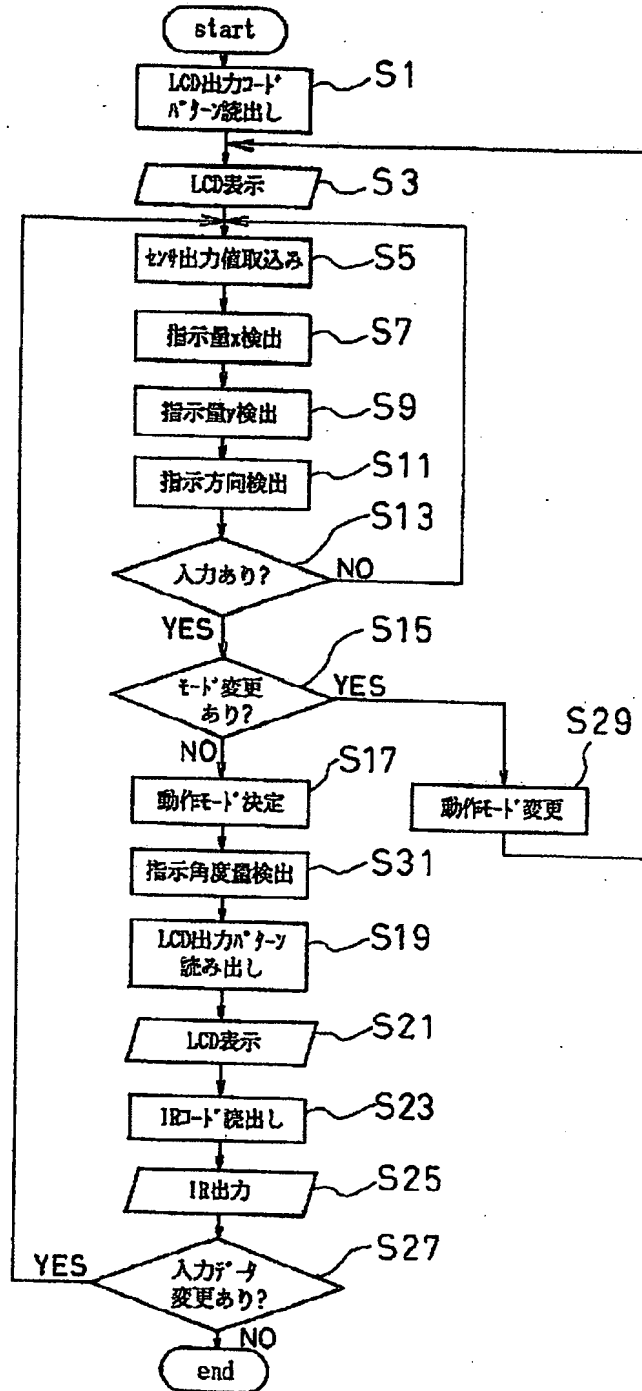 start
LCD出力コード
パターン読出し
S1
LCD表示
S3
センサ出力値取込み
S5
指示量x検出
S7
指示量y検出
S9
指示方向検出
S11
S13
入力あり?
NO
YES
S15
モード変更
あり?
YES
NO
S17
S29
動作モード決定
動作モード変更
指示角度量検出
S31
LCD出力パターン
読み出し
S19
LCD表示
S21
IRコード読出し
S23
IR出力
S25
S27
YES
入力データ
変更あり?
NO
end